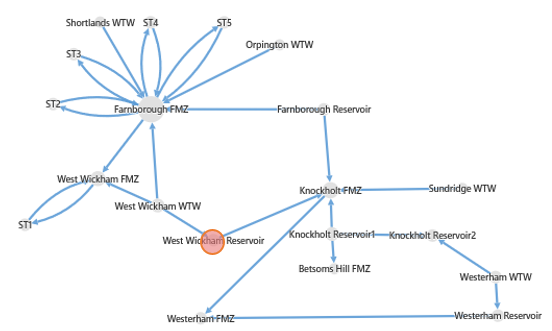 Shortlands WTW
ST4
ST5
Orpington WTW
ST3
ST2
Farnborough FMZ
Farnborough Reservoir
West Wickham FMZ
Knockholt FMZ
Sundridge WTW
West Wickham WTW
ST1
West Wickham Reservoir
Knockholt Reservoir1
Knockholt Reservoir2
Betsoms Hill FMZ
Westerham WTW
Westerham FMZ
Westerham Reservoir